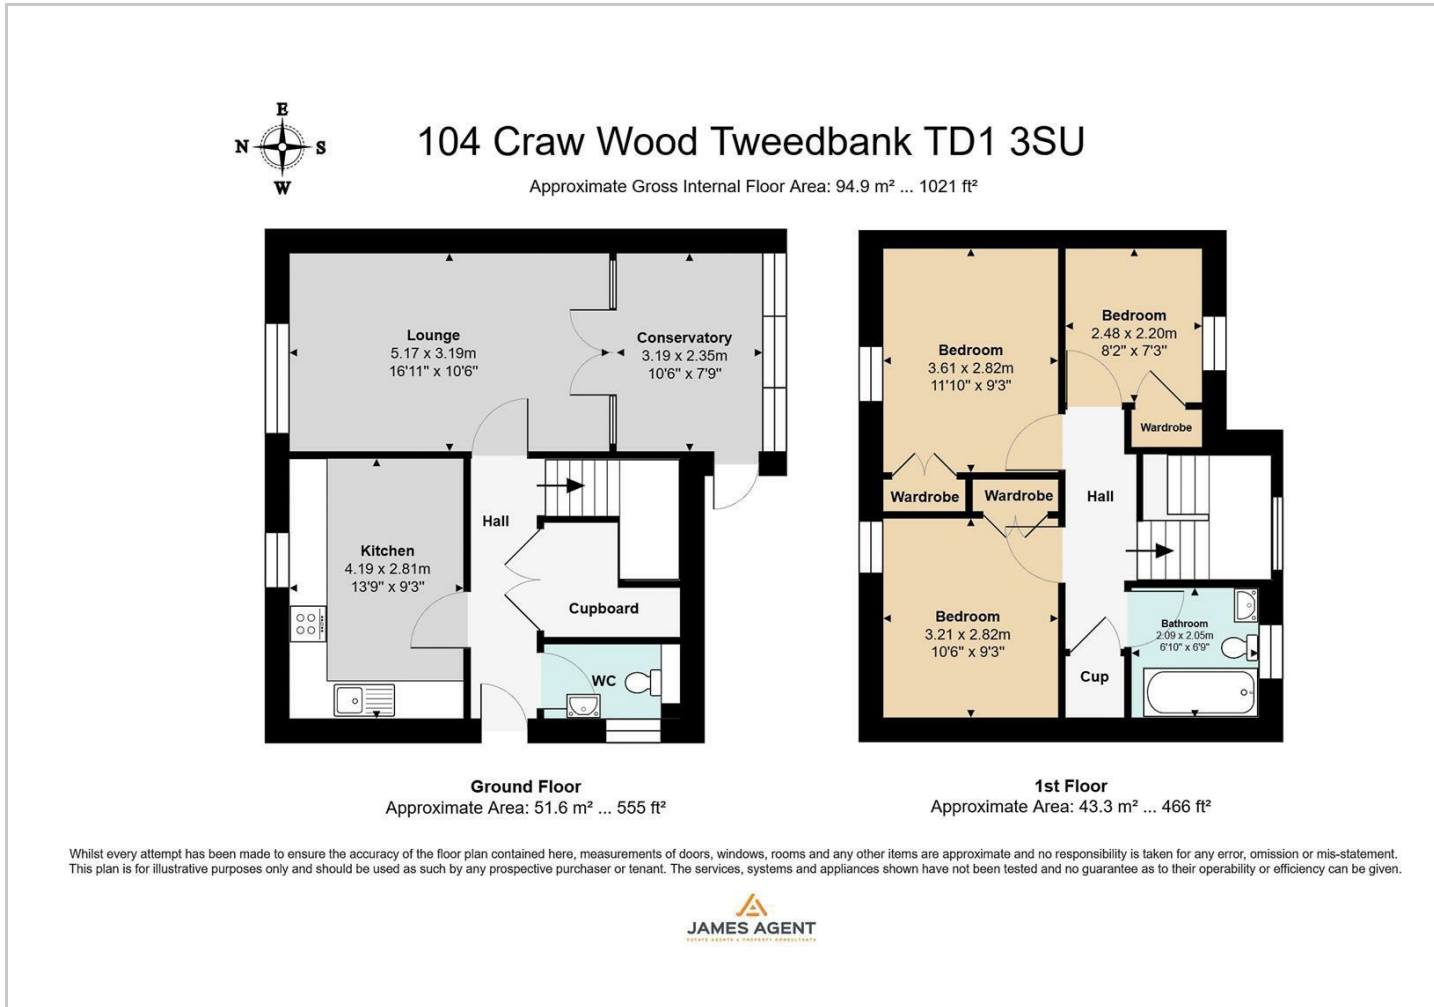 E
N S
W
104 Craw Wood Tweedbank TD1 3SU
Approximate Gross Internal Floor Area: 94.9 m² ... 1021 ft²
Lounge
5.17 x 3.19m
16'11" x 10'6"
Conservatory
3.19 x 2.35m
10'6" x 7'9"
Kitchen
4.19 x 2.81m
13'9" x 9'3"
Hall
Cupboard
WC
Bedroom
3.61 x 2.82m
11'10" x 9'3"
Bedroom
2.48 x 2.20m
8'2" x 7'3"
Wardrobe
Wardrobe
Wardrobe
Hall
Bedroom
3.21 x 2.82m
10'6" x 9'3"
Bathroom
2.09 x 2.05m
6'10" x 6'9"
Cup
Ground Floor
Approximate Area: 51.6 m² ... 555 ft²
1st Floor
Approximate Area: 43.3 m² ... 466 ft²
Whilst every attempt has been made to ensure the accuracy of the floor plan contained here, measurements of doors, windows, rooms and any other items are approximate and no responsibility is taken for any error, omission or mis-statement.
This plan is for illustrative purposes only and should be used as such by any prospective purchaser or tenant. The services, systems and appliances shown have not been tested and no guarantee as to their operability or efficiency can be given.
JAMES AGENT
ESTATE AGENTS & PROPERTY CONSULTANTS